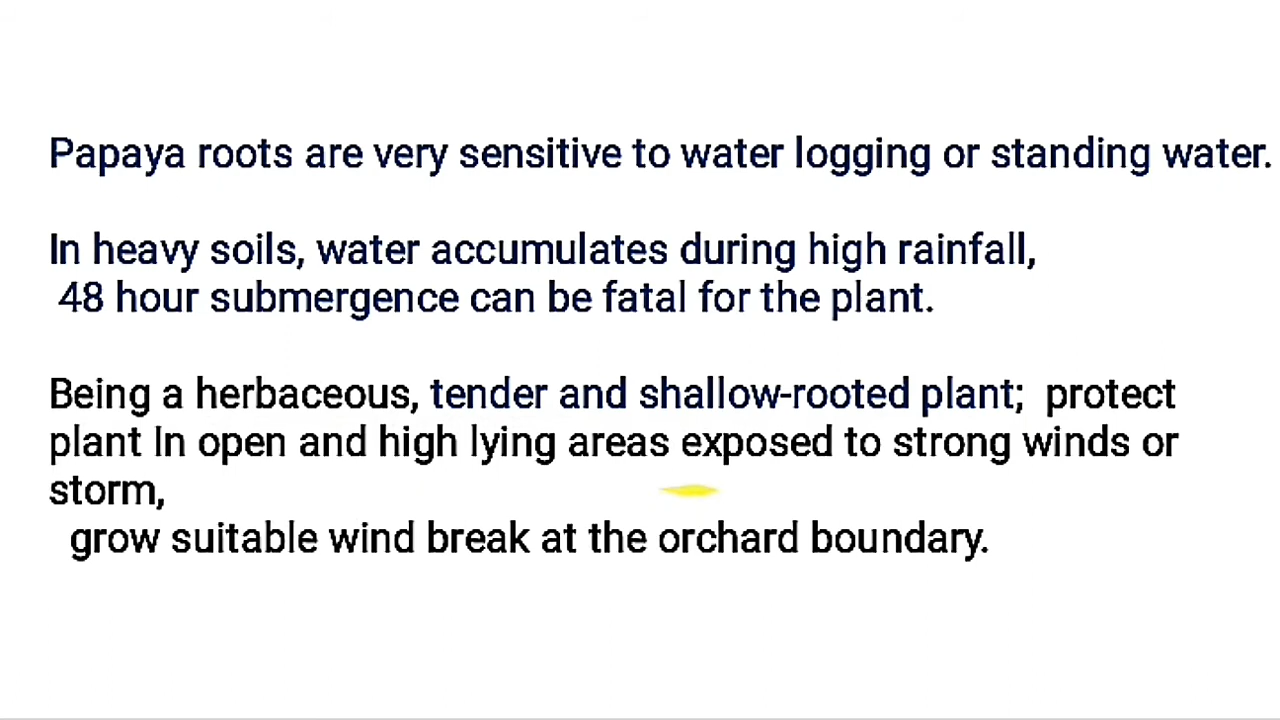 Papaya roots are very sensitive to water logging or standing water.
In heavy soils, water accumulates during high rainfall,
48 hour submergence can be fatal for the plant.
Being a herbaceous, tender and shallow-rooted plant; protect
plant In open and high lying areas exposed to strong winds or
storm,
grow suitable wind break at the orchard boundary.